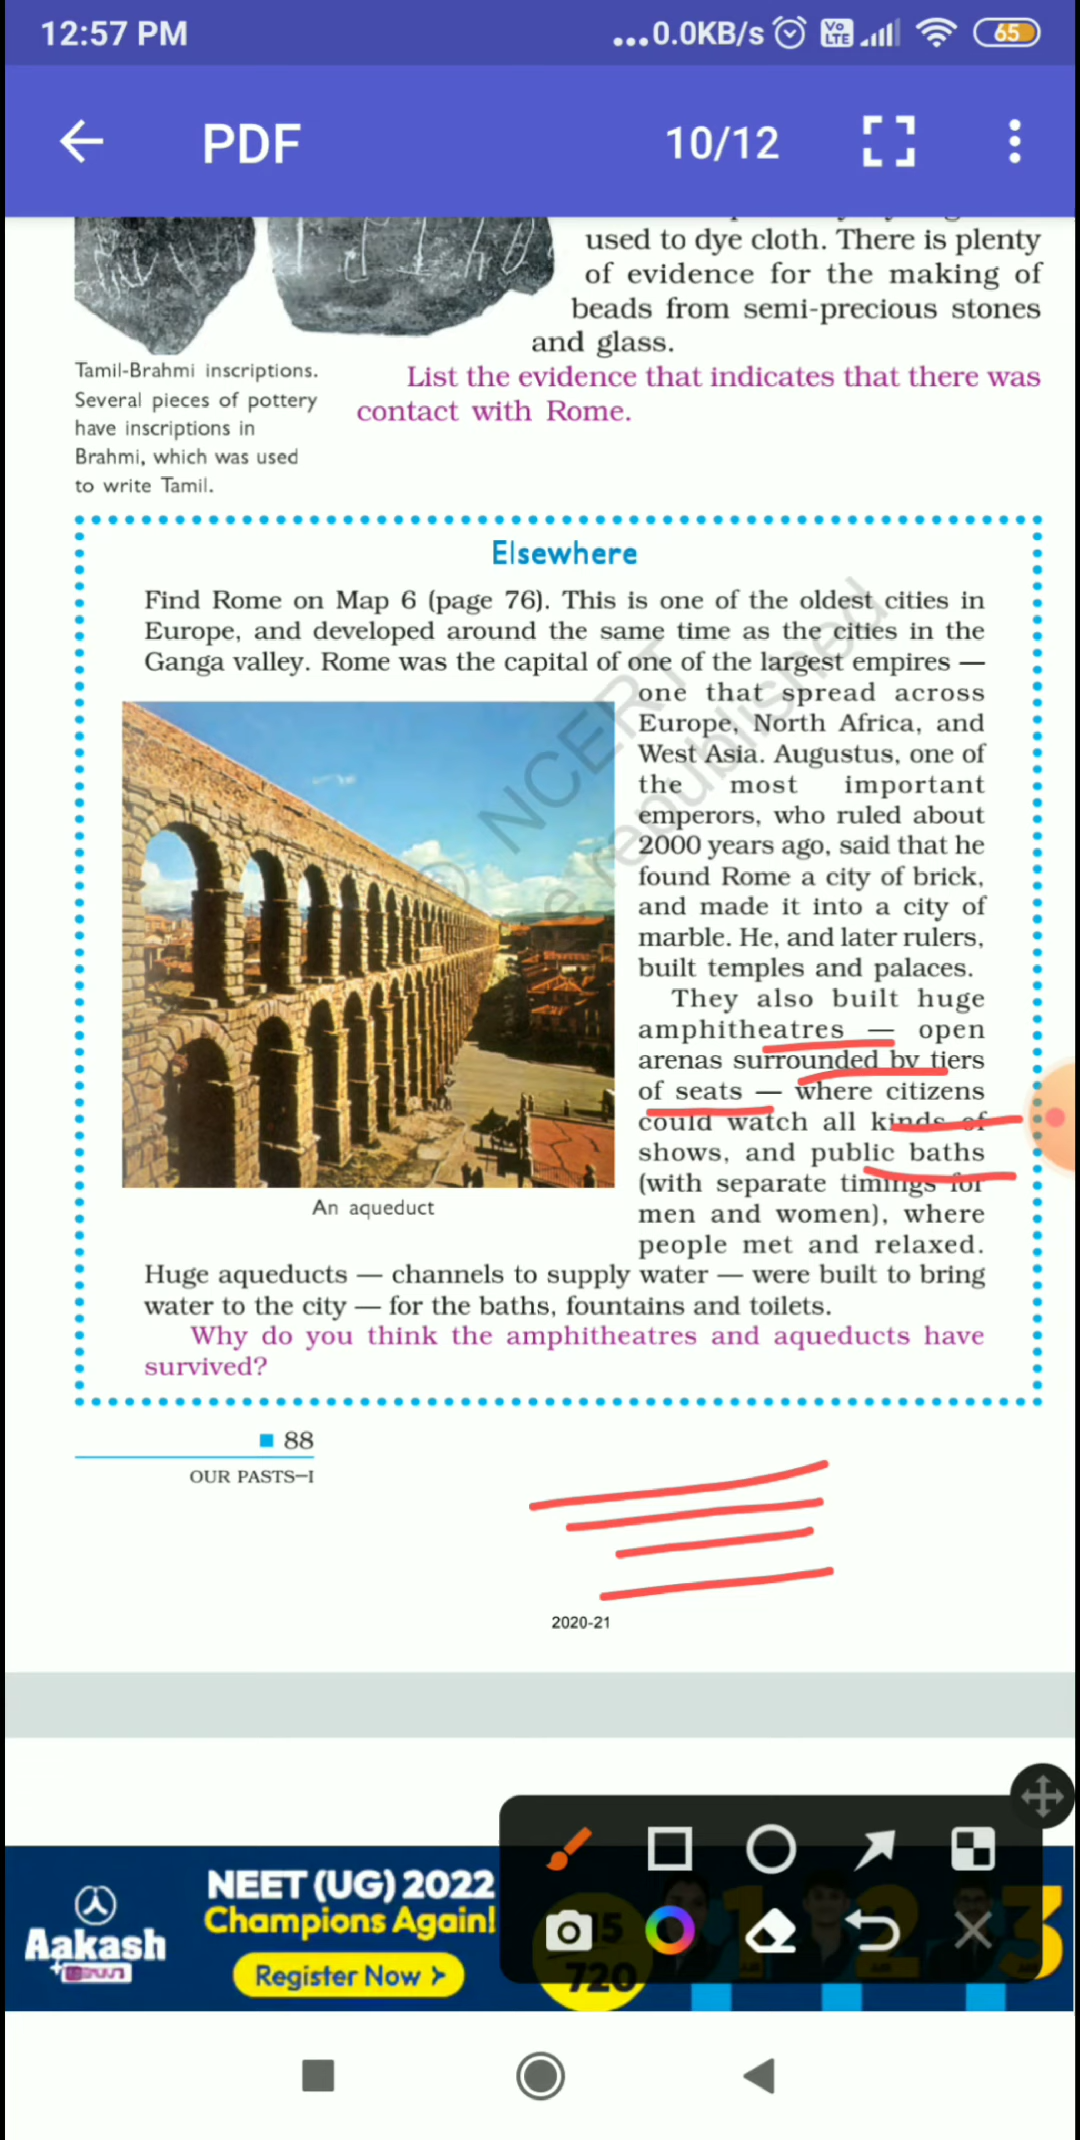 12:57 PM
...0.0KB/s
Vo LTE
65
PDF
10/12
used to dye cloth. There is plenty
of evidence for the making of
beads from semi-precious stones
and glass.
Tamil-Brahmi inscriptions.
Several pieces of pottery
have inscriptions in
Brahmi, which was used
to write Tamil.
List the evidence that indicates that there was
contact with Rome.
Elsewhere
Find Rome on Map 6 (page 76). This is one of the oldest cities in
Europe, and developed around the same time as the cities in the
Ganga valley. Rome was the capital of one of the largest empires —
one that spread across
Europe, North Africa, and
West Asia. Augustus, one of
the most important
emperors, who ruled about
2000 years ago, said that he
found Rome a city of brick,
and made it into a city of
marble. He, and later rulers,
built temples and palaces.
They also built huge
amphitheatres — open
arenas surrounded by tiers
of seats — where citizens
could watch all kinds of
shows, and public baths
(with separate timings for
men and women), where
people met and relaxed.
An aqueduct
Huge aqueducts — channels to supply water — were built to bring
water to the city — for the baths, fountains and toilets.
Why do you think the amphitheatres and aqueducts have
survived?
© NCERT
republished
88
OUR PASTS–I
2020-21
Aakash
NEET (UG) 2022
Champions Again!
Register Now >
720
1
2
3